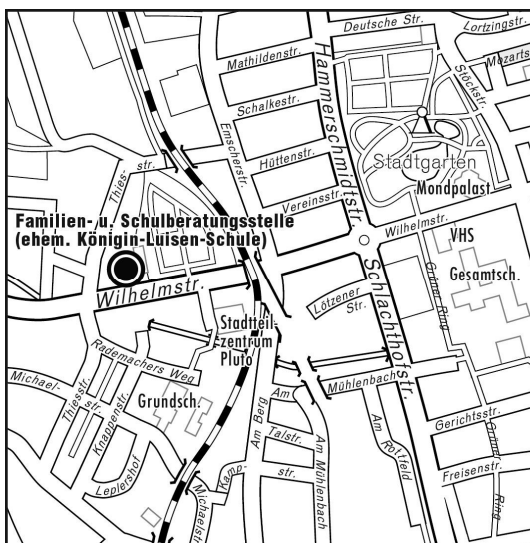 Deutsche Str.
Lortzingstr.
Mozarts
Mathildenstr.
Hammerschmidtstr.
Stöckstr.
Schalkestr.
Emscherstr.
Hüttenstr.
Stadtgarten
Thies-
str.
Mondpalast
Vereinsstr.
Familien- u. Schulberatungsstelle
(ehem. Königin-Luisen-Schule)
Wilhelmstr.
VHS
Gesamtsch.
Grüner Ring
Wilhelmstr.
Schlachthofstr.
Lötzener
Str.
Stadtteil-
zentrum
Pluto
Rademachers Weg
Michael-
str.
Thiesstr.
Knappenstr.
Grundsch.
Mühlenbach
Am
Am Berg
Talstr.
Am Mühlenbach
Am Rottfeld
Gerichtsstr.
Grüner
Ring
Freisenstr.
Leplershof
Kamp-
str.
Michaelstr.